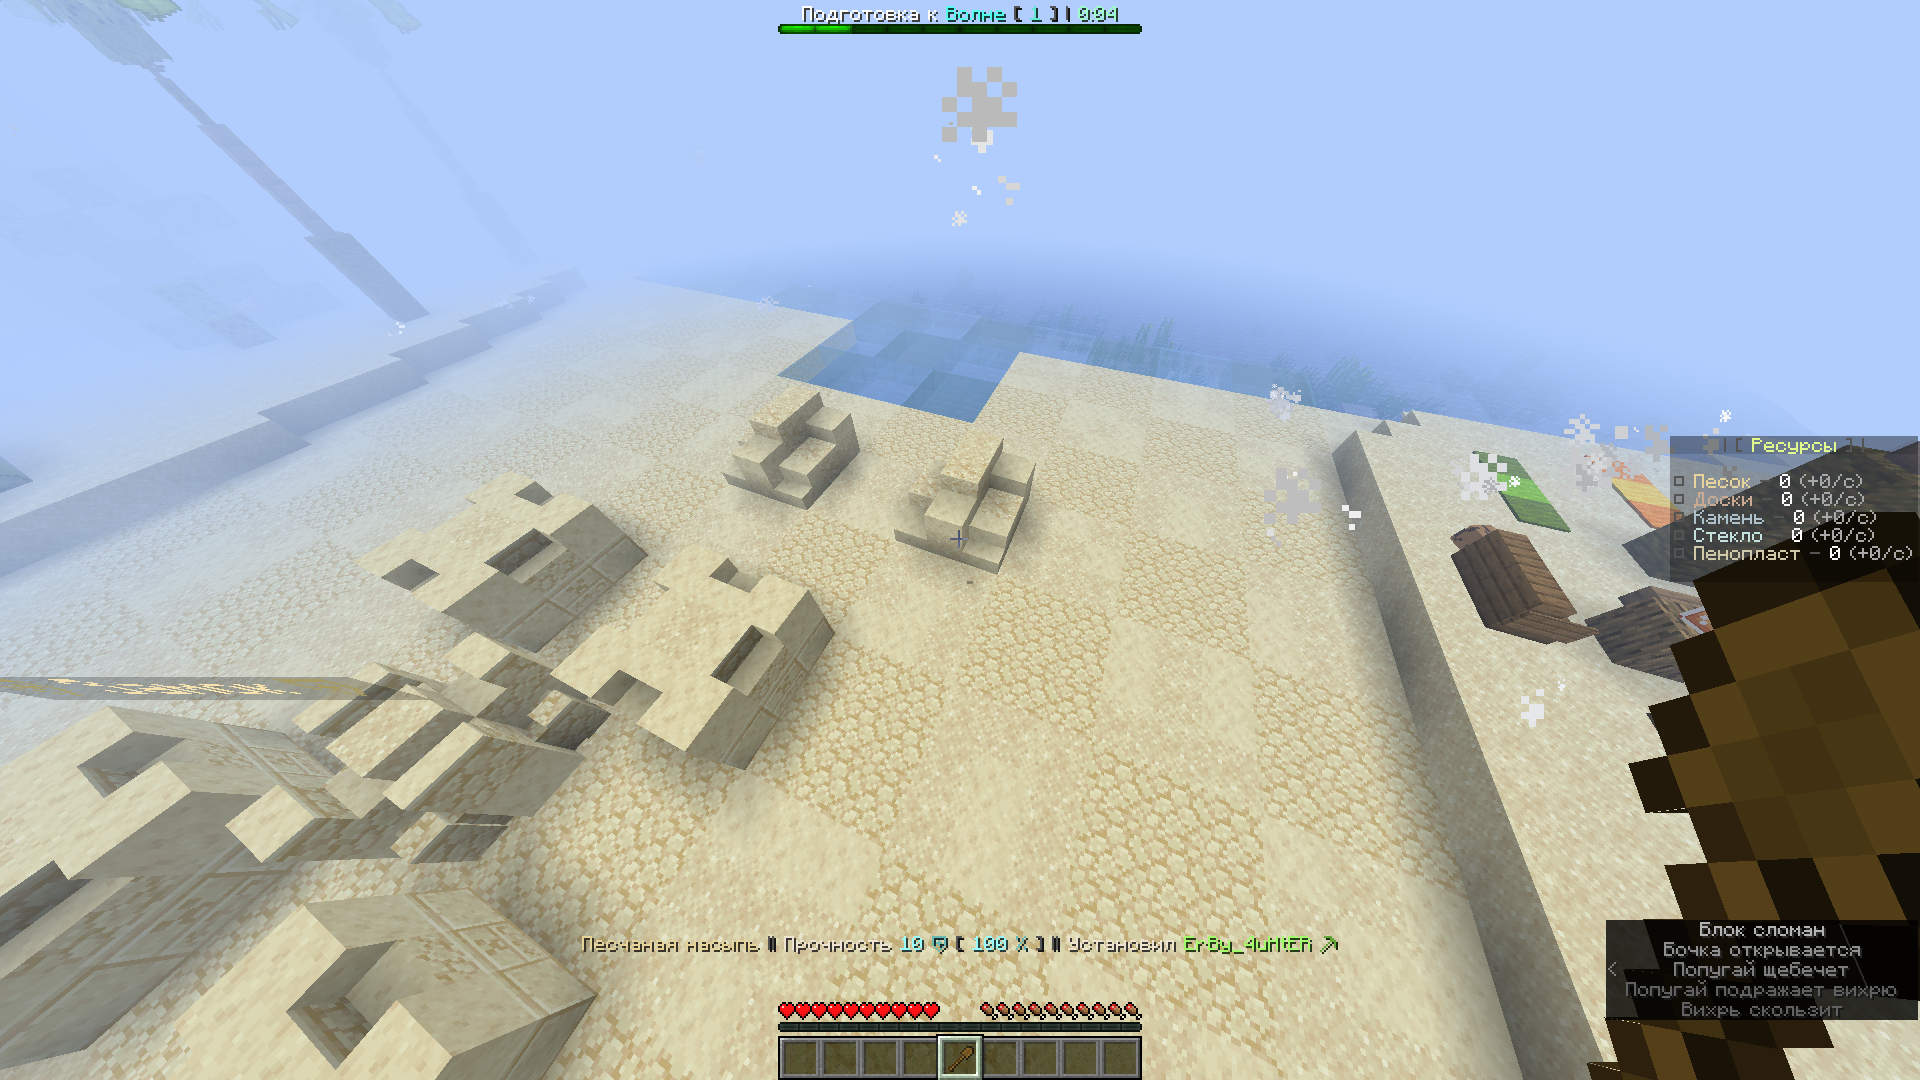 Подготовка к Волне [ 1 ] | 0:04
[ Ресурсы ]
Песок – 0 (+0/с)
Доски – 0 (+0/с)
Камень – 0 (+0/с)
Стекло – 0 (+0/с)
Пенопласт – 0 (+0/с)
Песчаная насыпь || Прочность 10 [ 100 % ] || Установил ErGy_4uHtER
Блок сломан
Бочка открывается
< Попугай щебечет
Попугай подражает вихрю
Вихрь скользит